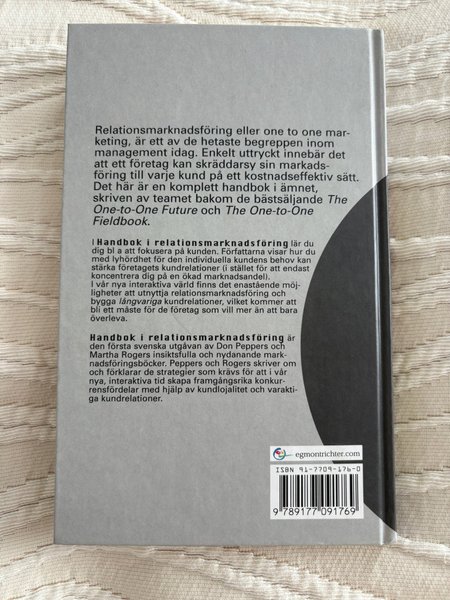 Relationsmarknadsföring eller one to one mar-
keting, är ett av de hetaste begreppen inom
management idag. Enkelt uttryckt innebär det
att ett företag kan skräddarsy sin markads-
föring till varje kund på ett kostnadseffektiv sätt.
Det här är en komplett handbok i ämnet,
skriven av teamet bakom de bästsäljande The
One-to-One Future och The One-to-One
Fieldbook.
I Handbok i relationsmarknadsföring lär du
dig bl a att fokusera på kunden. Författarna visar hur du
med lyhördhet för den individuella kundens behov kan
stärka företagets kundrelationer (i stället för att endast
koncentrera dig på en ökad marknadsandel).
I vår nya interaktiva värld finns det enastående möj-
ligheter att utnyttja relationsmarknadsföring och
bygga långvariga kundrelationer, vilket kommer att
bli ett måste för de företag som vill mer än att bara
överleva.
Handbok i relationsmarknadsföring är
den första svenska utgåvan av Don Peppers och
Martha Rogers insiktsfulla och nydanande mark-
nadsföringsböcker. Peppers och Rogers skriver om
och förklarar de strategier som krävs för att i vår
nya, interaktiva tid skapa framgångsrika konkur-
rensfördelar med hjälp av kundlojalitet och varakti-
ga kundrelationer.
egmontrichter.com
ISBN 91-7709-176-0
9 789177 091769